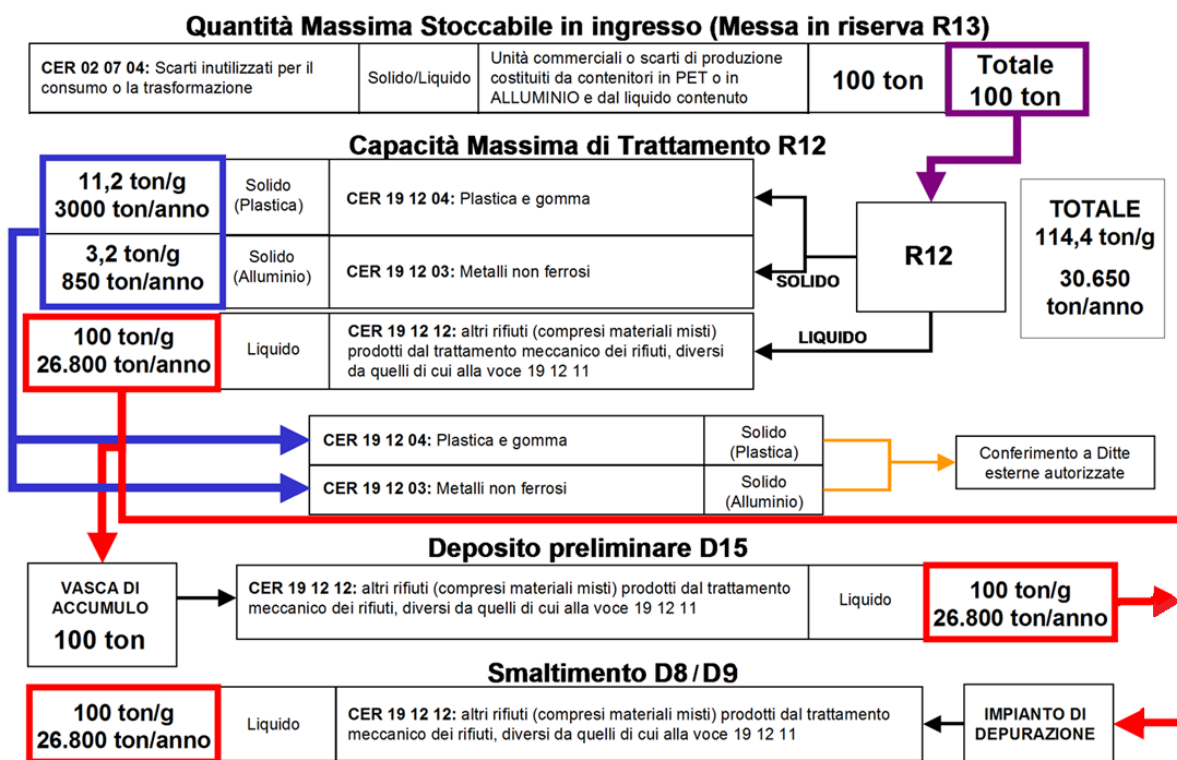 Quantità Massima Stoccabile in ingresso (Messa in riserva R13)
CER 02 07 04: Scarti inutilizzati per il
consumo o la trasformazione
Solido/Liquido
Unità commerciali o scarti di produzione
costituiti da contenitori in PET o in
ALLUMINIO e dal liquido contenuto
100 ton
Totale
100 ton
Capacità Massima di Trattamento R12
11,2 ton/g
3000 ton/anno
Solido
(Plastica)
CER 19 12 04: Plastica e gomma
3,2 ton/g
850 ton/anno
Solido
(Alluminio)
CER 19 12 03: Metalli non ferrosi
SOLIDO
R12
TOTALE
114,4 ton/g
30.650
ton/anno
100 ton/g
26.800 ton/anno
Liquido
CER 19 12 12: altri rifiuti (compresi materiali misti)
prodotti dal trattamento meccanico dei rifiuti, diversi
da quelli di cui alla voce 19 12 11
LIQUIDO
CER 19 12 04: Plastica e gomma
Solido
(Plastica)
CER 19 12 03: Metalli non ferrosi
Solido
(Alluminio)
Conferimento a Ditte
esterne autorizzate
Deposito preliminare D15
VASCA DI
ACCUMULO
100 ton
CER 19 12 12: altri rifiuti (compresi materiali misti) prodotti dal trattamento
meccanico dei rifiuti, diversi da quelli di cui alla voce 19 12 11
Liquido
100 ton/g
26.800 ton/anno
Smaltimento D8/D9
100 ton/g
26.800 ton/anno
Liquido
CER 19 12 12: altri rifiuti (compresi materiali misti) prodotti dal trattamento
meccanico dei rifiuti, diversi da quelli di cui alla voce 19 12 11
IMPIANTO DI
DEPURAZIONE